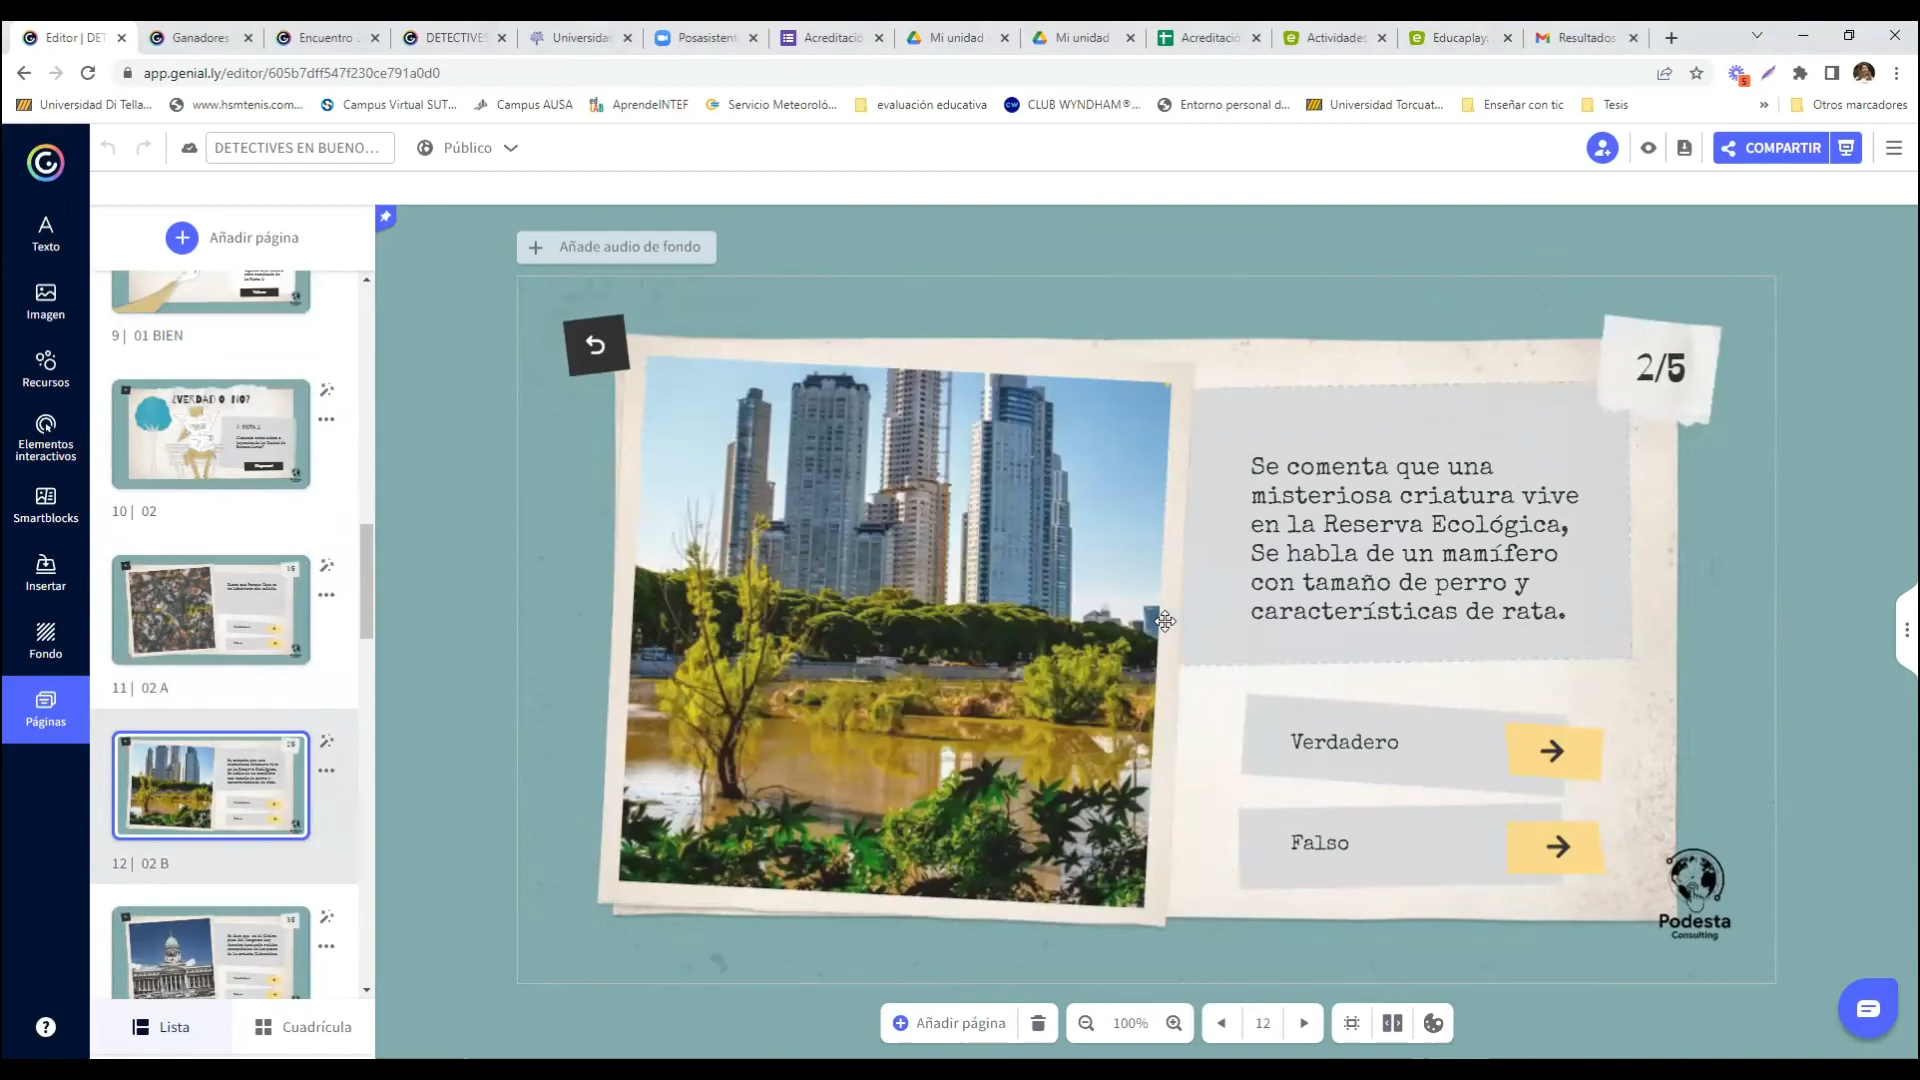 Editor | DET
Ganadores
Encuentro
DETECTIVES
Universida
Posasistent
Acreditació
Mi unidad
Mi unidad
Acreditació
Actividades
Educaplay
Resultados
app.genial.ly/editor/605b7dff547f230ce791a0d0
Universidad Di Tella...
www.hsmtenis.com...
Campus Virtual SUT...
Campus AUSA
AprendeINTEF
Servicio Meteoroló...
evaluación educativa
CLUB WYNDHAM®...
Entorno personal d...
Universidad Torcuat...
Enseñar con tic
Tesis
»
Otros marcadores
DETECTIVES EN BUENO...
Público
COMPARTIR
Texto
Imagen
Recursos
Elementos
interactivos
Smartblocks
Insertar
Fondo
Páginas
Añadir página
9 | 01 BIEN
¿VERDAD O NO?
10 | 02
11 | 02 A
12 | 02 B
Lista
Cuadrícula
Añade audio de fondo
2/5
Se comenta que una
misteriosa criatura vive
en la Reserva Ecológica,
Se habla de un mamífero
con tamaño de perro y
características de rata.
Verdadero
Falso
Podesta
Consulting
Añadir página
100%
12